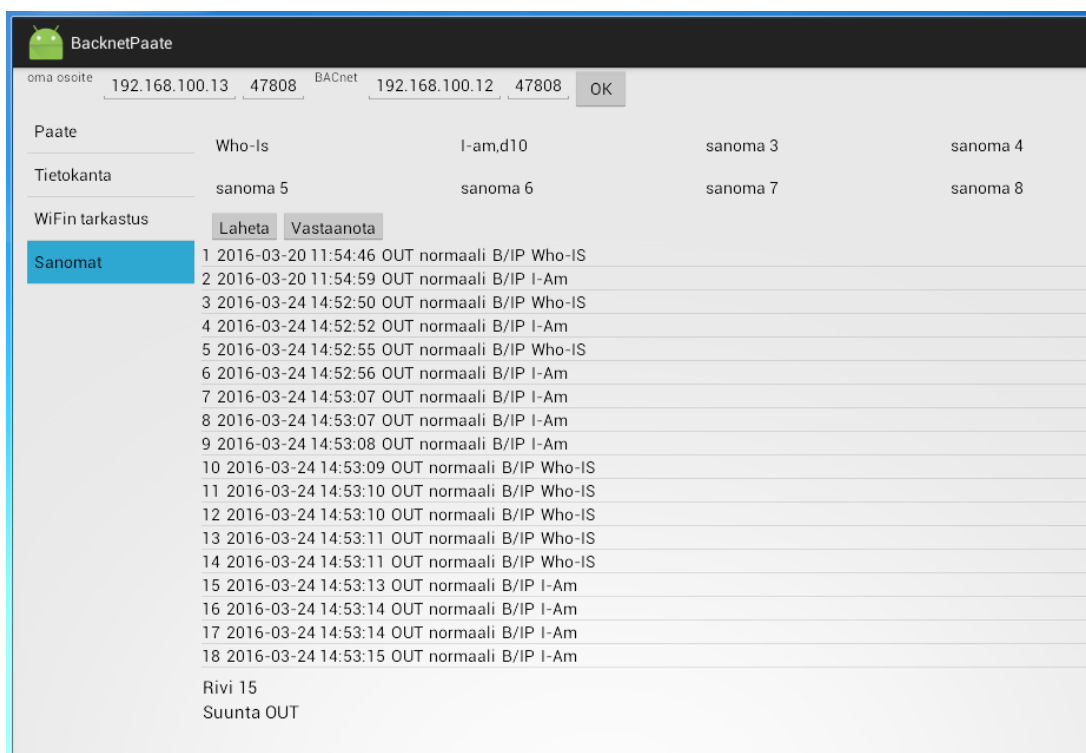 BacknetPaate
oma osoite 192.168.100.13 47808 BACnet 192.168.100.12 47808 OK
Paate
Tietokanta
WiFin tarkastus
Sanomat
Who-Is I-am,d10 sanoma 3 sanoma 4
sanoma 5 sanoma 6 sanoma 7 sanoma 8
Laheta Vastaanota
1 2016-03-20 11:54:46 OUT normaali B/IP Who-IS
2 2016-03-20 11:54:59 OUT normaali B/IP I-Am
3 2016-03-24 14:52:50 OUT normaali B/IP Who-IS
4 2016-03-24 14:52:52 OUT normaali B/IP I-Am
5 2016-03-24 14:52:55 OUT normaali B/IP Who-IS
6 2016-03-24 14:52:56 OUT normaali B/IP I-Am
7 2016-03-24 14:53:07 OUT normaali B/IP I-Am
8 2016-03-24 14:53:07 OUT normaali B/IP I-Am
9 2016-03-24 14:53:08 OUT normaali B/IP I-Am
10 2016-03-24 14:53:09 OUT normaali B/IP Who-IS
11 2016-03-24 14:53:10 OUT normaali B/IP Who-IS
12 2016-03-24 14:53:10 OUT normaali B/IP Who-IS
13 2016-03-24 14:53:11 OUT normaali B/IP Who-IS
14 2016-03-24 14:53:11 OUT normaali B/IP Who-IS
15 2016-03-24 14:53:13 OUT normaali B/IP I-Am
16 2016-03-24 14:53:14 OUT normaali B/IP I-Am
17 2016-03-24 14:53:14 OUT normaali B/IP I-Am
18 2016-03-24 14:53:15 OUT normaali B/IP I-Am
Rivi 15
Suunta OUT